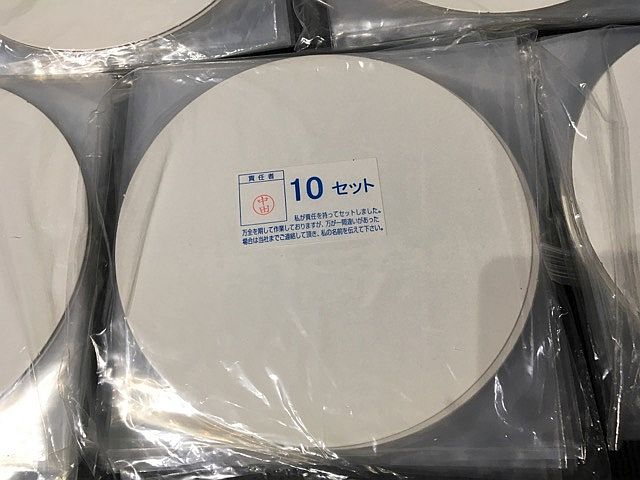 責任者
中田
10 セット
私が責任を持ってセットしました。
万全を期して作業しておりますが、万が一間違いがあった
場合は当社までご連絡して頂き、私の名前を伝えて下さい。